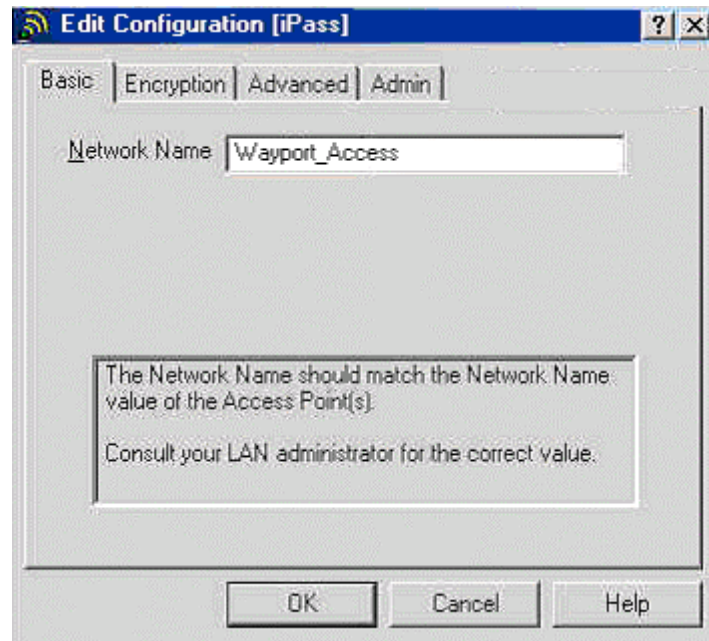 Edit Configuration [iPass]
? ×
Basic Encryption Advanced Admin
Network Name Wayport_Access
The Network Name should match the Network Name
value of the Access Point(s).
Consult your LAN administrator for the correct value.
OK Cancel Help